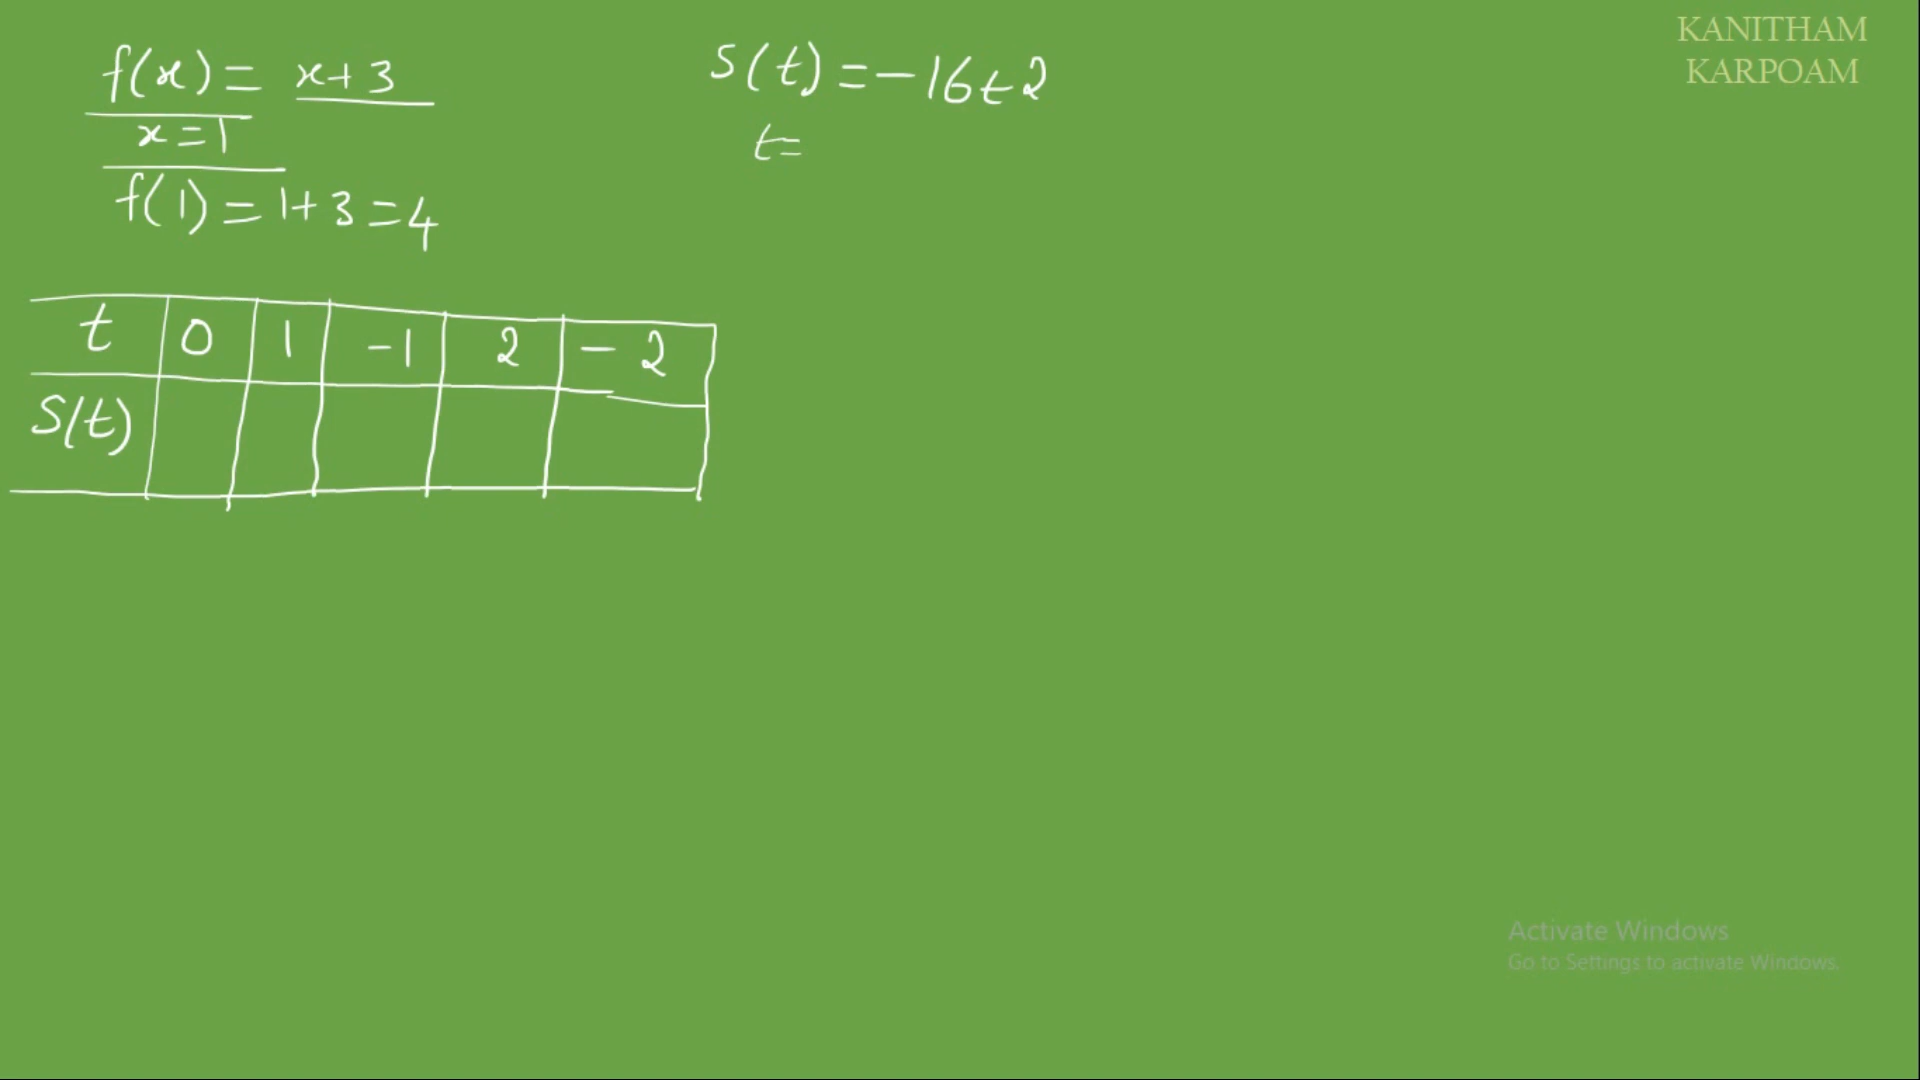 f(x) = x+3
x=1
f(1) = 1+3 = 4
S(t) = -16t2
t=
t 0 1 -1 2 -2
S(t)
KANITHAM
KARPOAM
Activate Windows
Go to Settings to activate Windows.